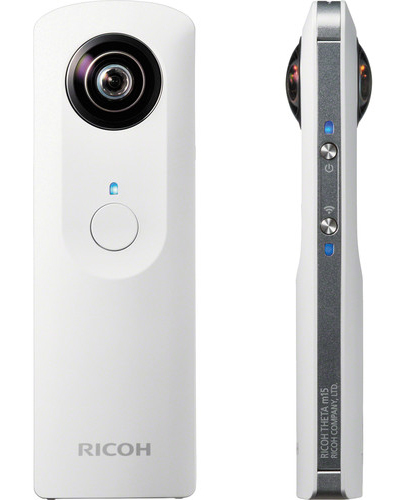 RICOH
RICOH THETA m15
RICOH COMPANY, LTD.